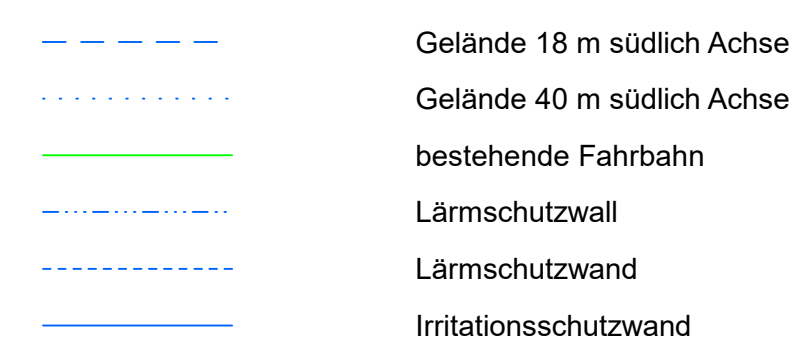 Gelände 18 m südlich Achse
Gelände 40 m südlich Achse
bestehende Fahrbahn
Lärmschutzwall
Lärmschutzwand
Irritationsschutzwand